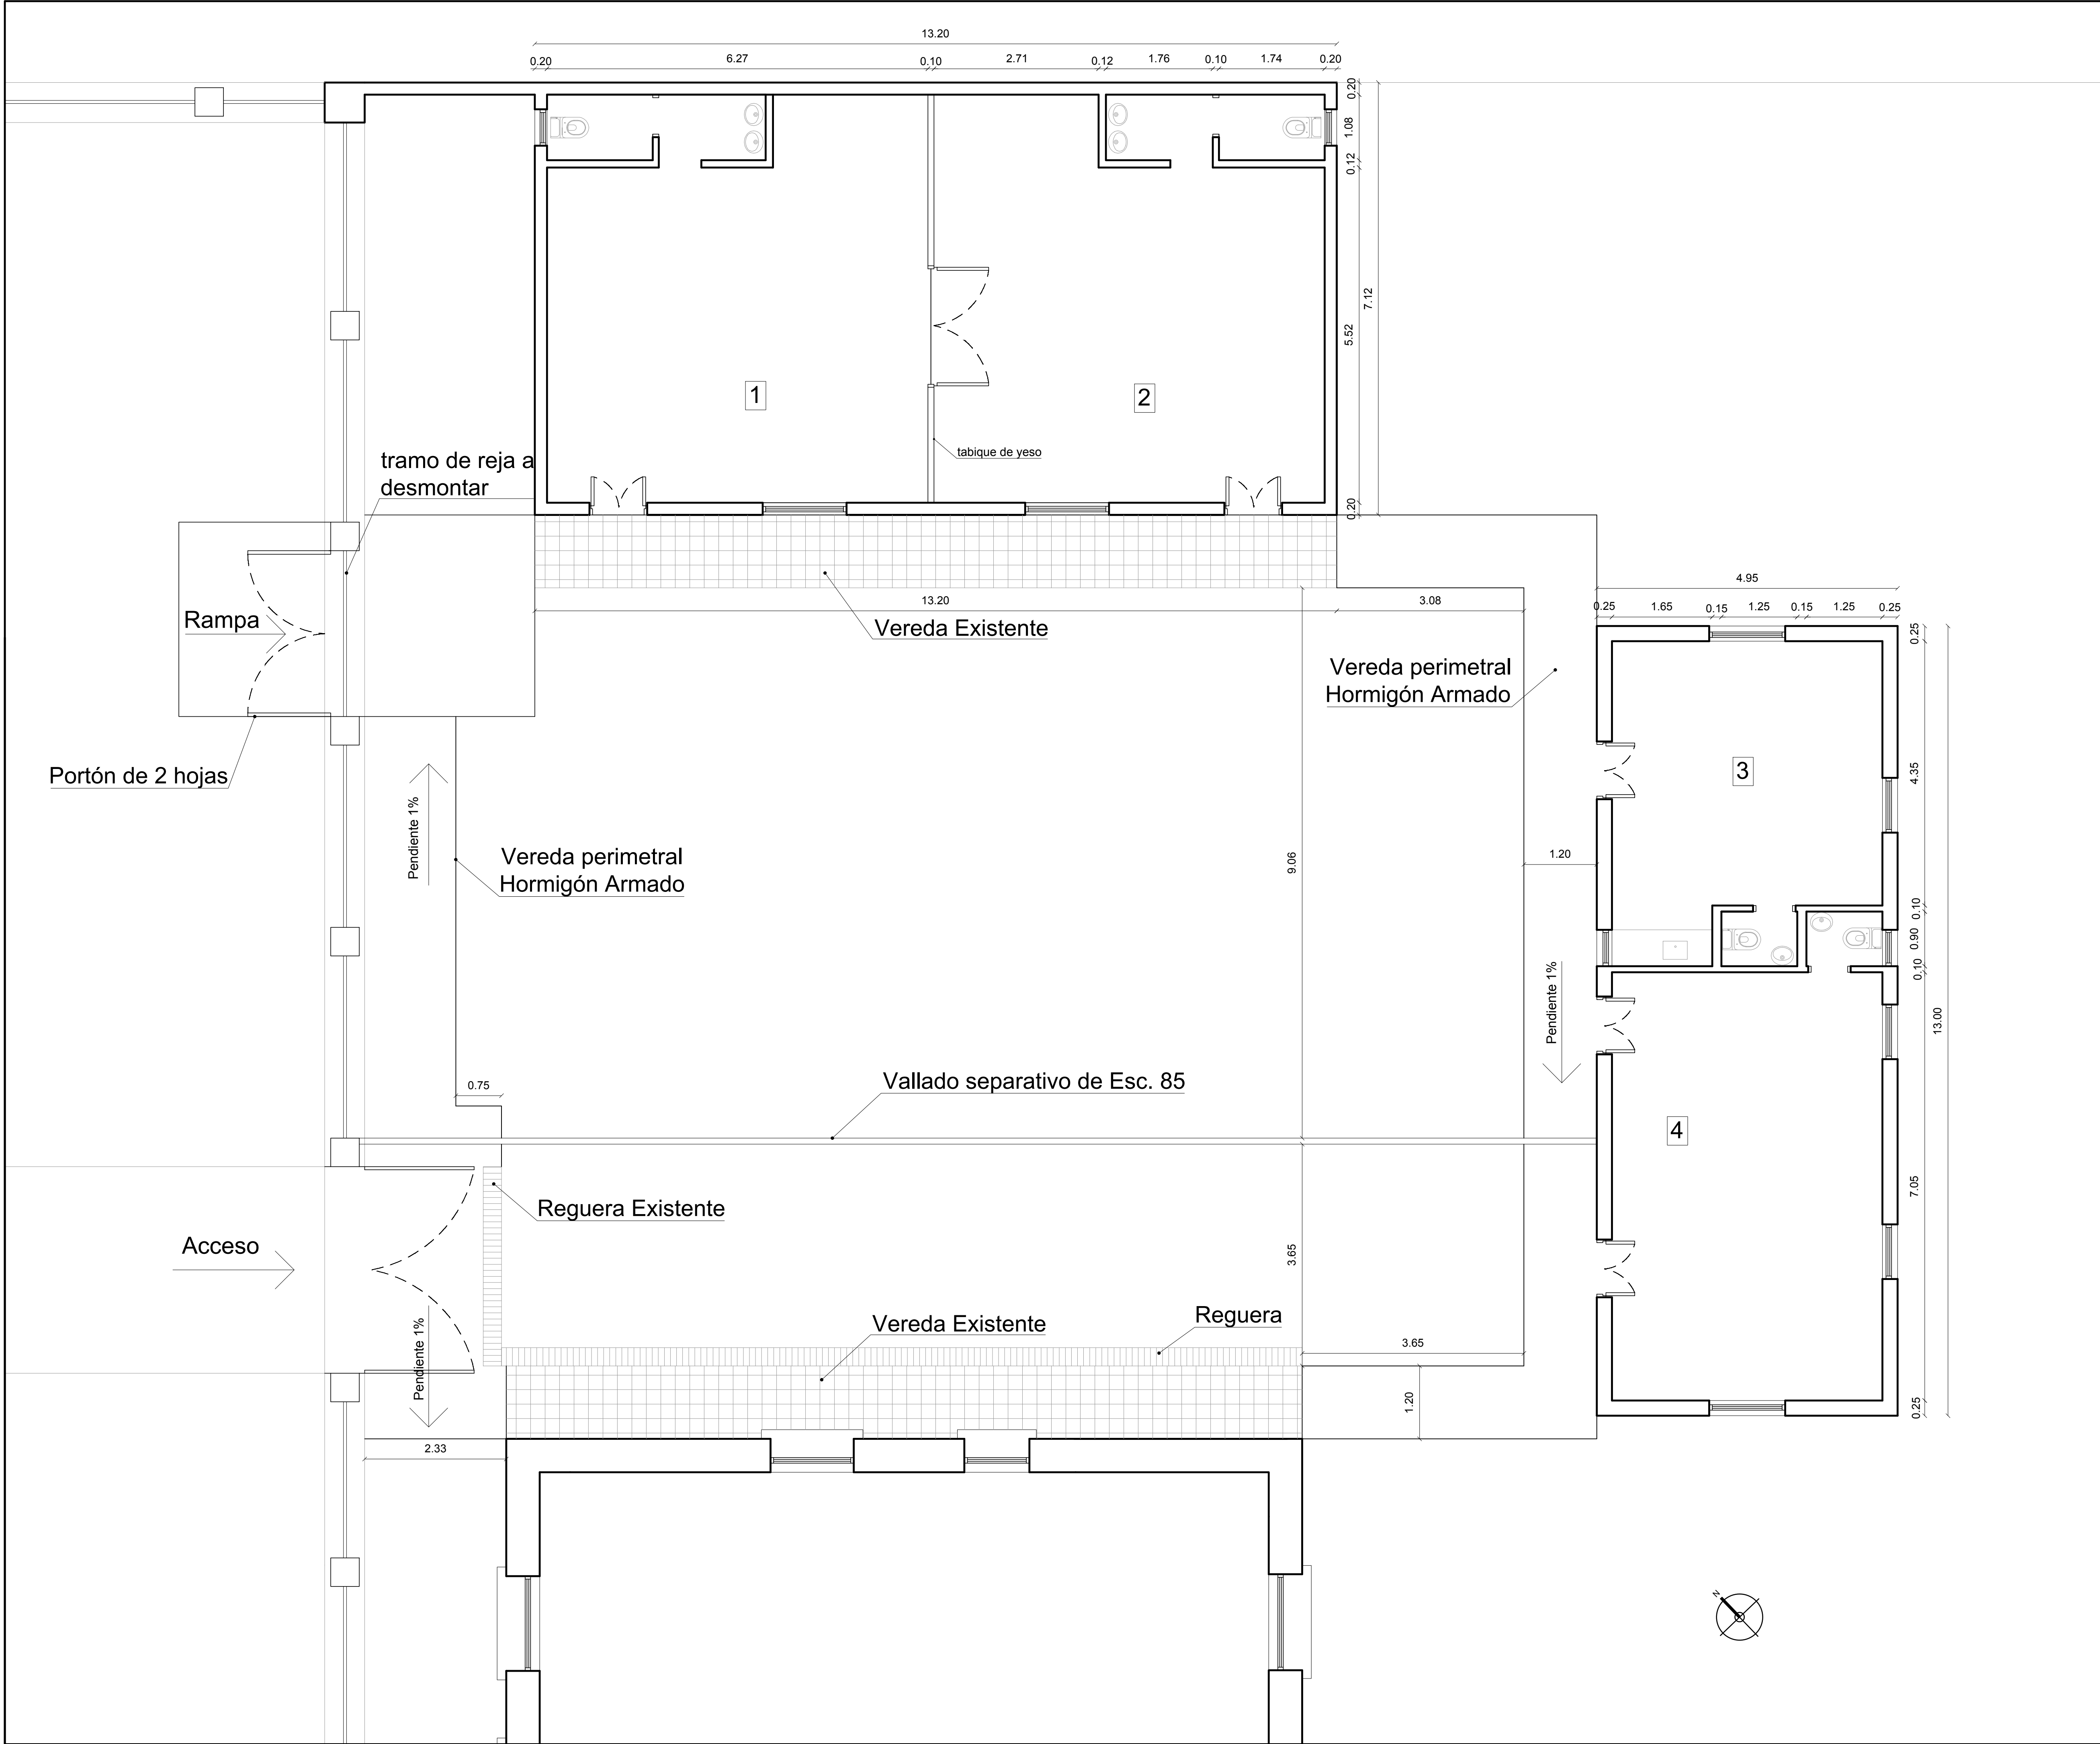 13.20
0.20
6.27
0.10
2.71
0.12
1.76
0.10
1.74
0.20
0.20
1.08
0.12
7.12
5.52
0.20
1
2
tabique de yeso
tramo de reja a
desmontar
Rampa
Portón de 2 hojas
13.20
3.08
Vereda Existente
4.95
0.25
1.65
0.15
1.25
0.15
1.25
0.25
0.25
Vereda perimetral
Hormigón Armado
3
4.35
Pendiente 1%
Vereda perimetral
Hormigón Armado
9.06
1.20
0.10
0.90
0.10
Pendiente 1%
13.00
0.75
Vallado separativo de Esc. 85
4
7.05
Reguera Existente
Acceso
3.65
Reguera
Vereda Existente
Pendiente 1%
3.65
1.20
0.25
2.33
N